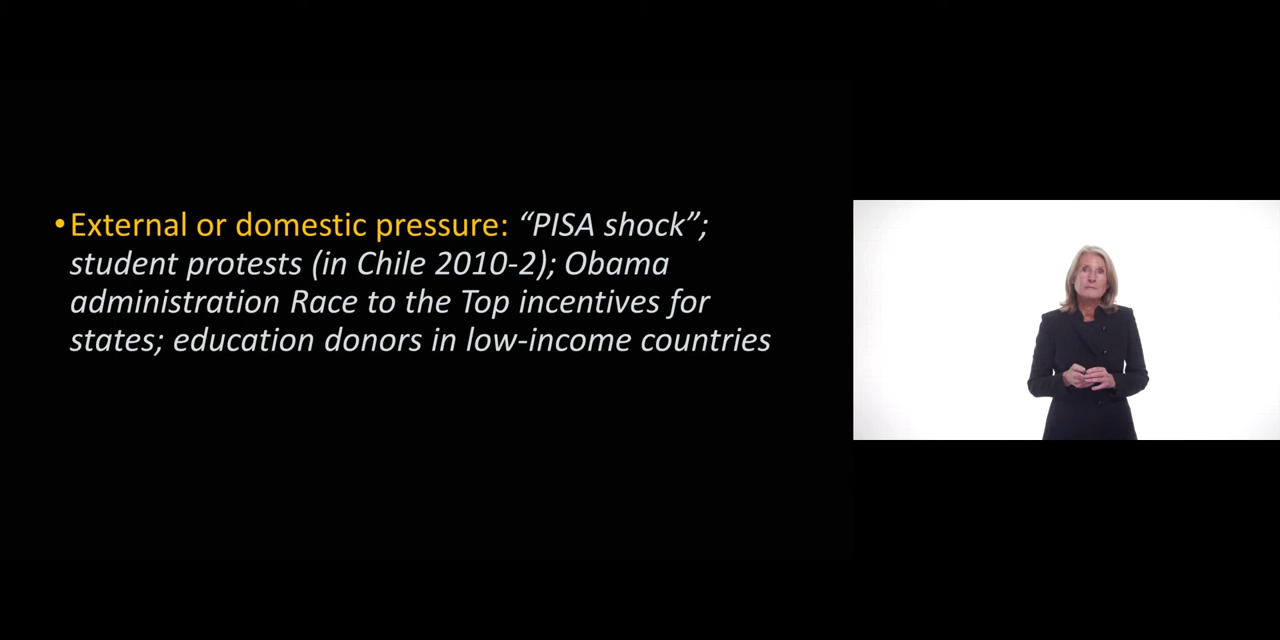 •External or domestic pressure: “PISA shock”;
student protests (in Chile 2010-2); Obama
administration Race to the Top incentives for
states; education donors in low-income countries